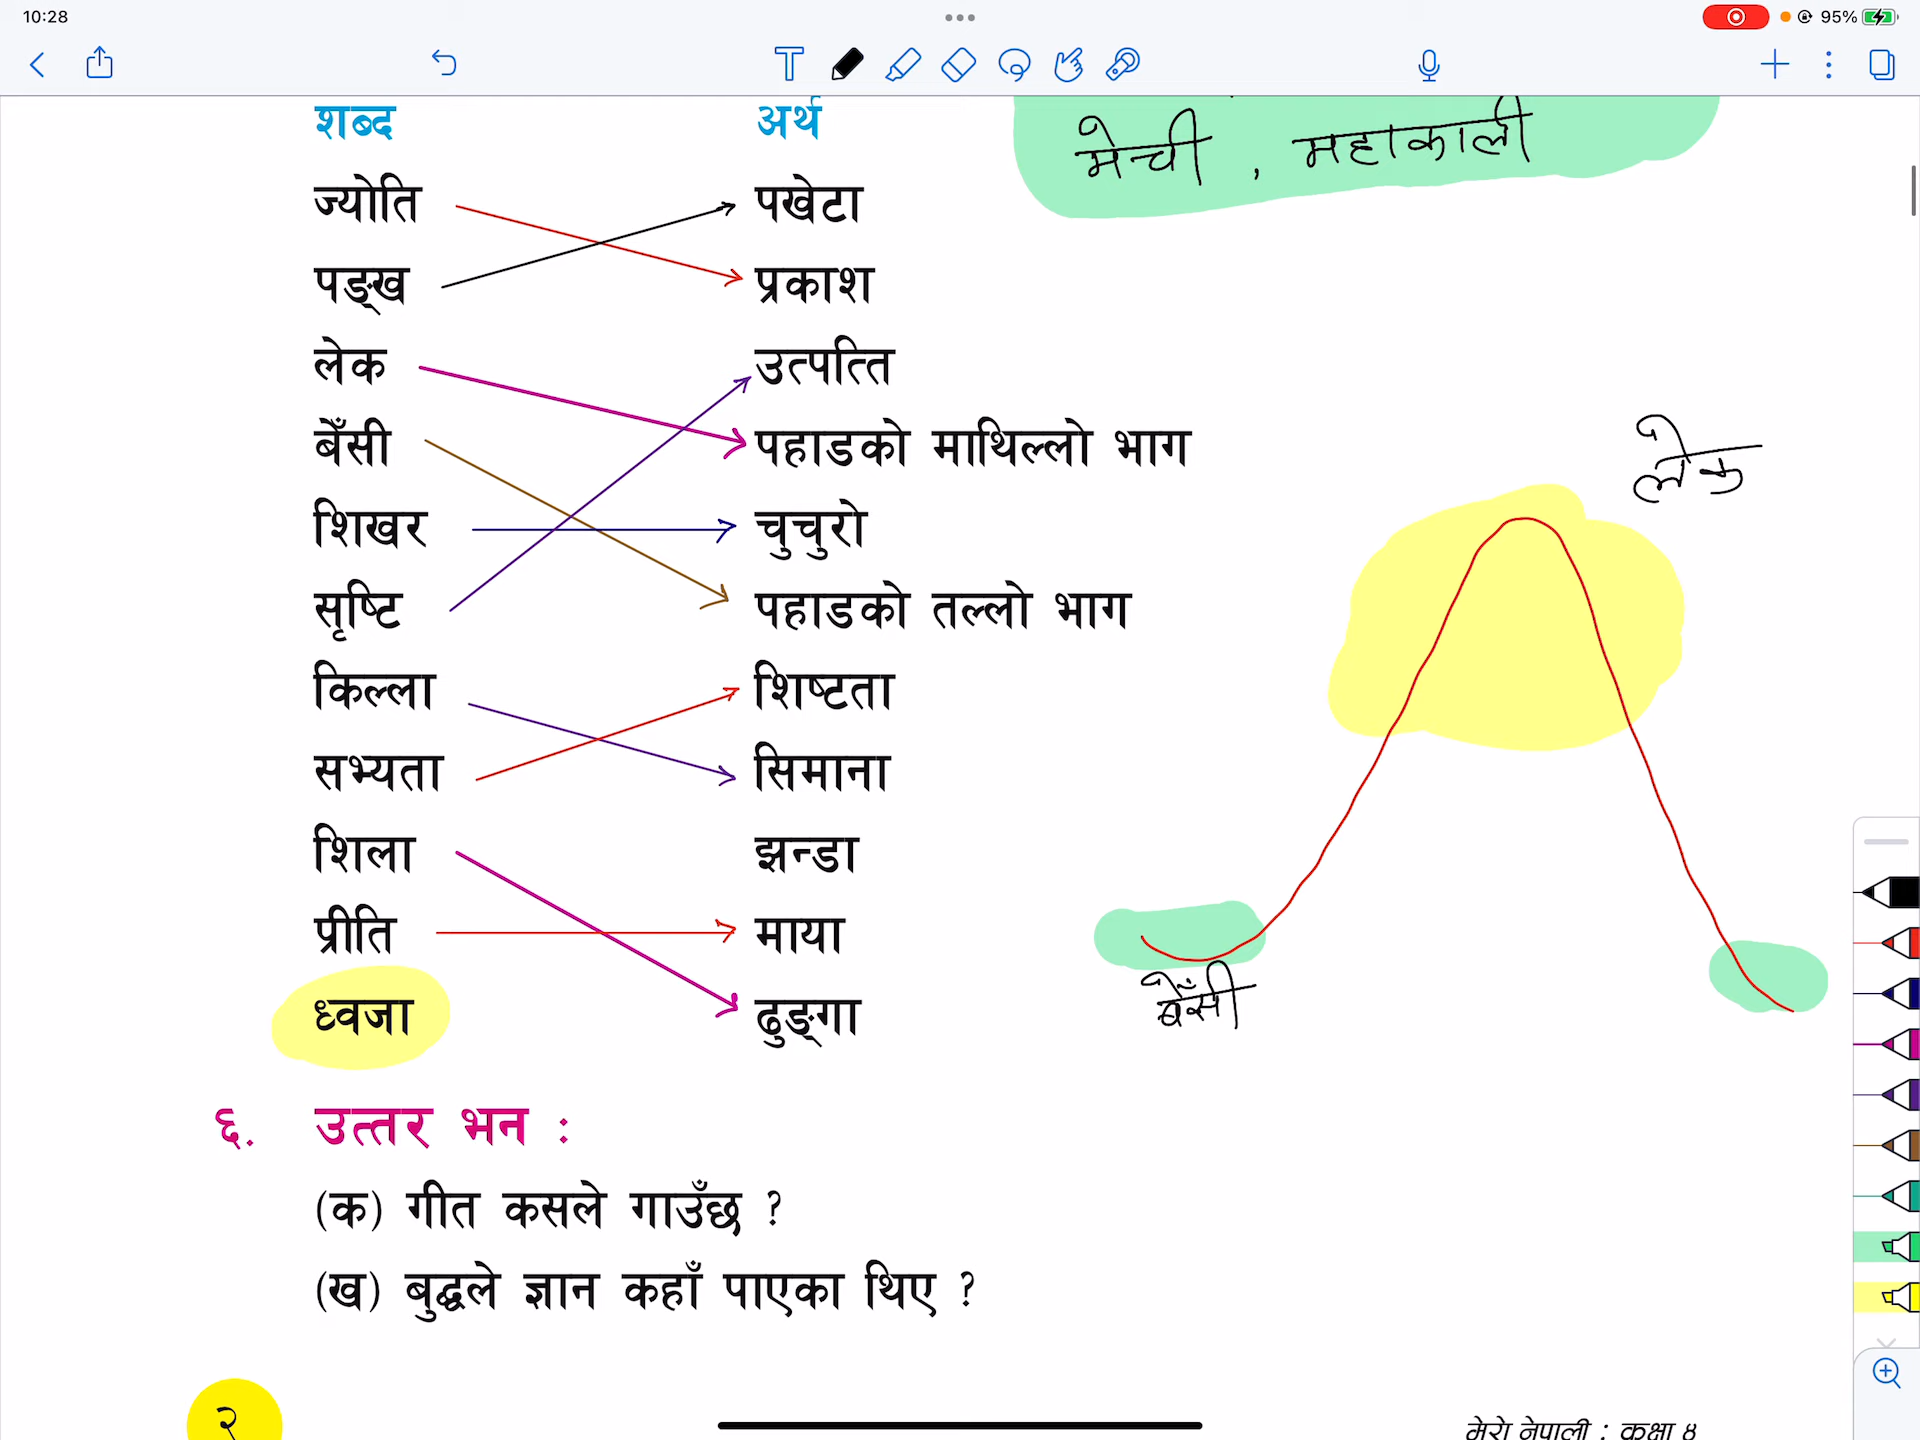 10:28
95%
शब्द अर्थ
मेची , महाकाली
ज्योति पखेटा
पङ्ख प्रकाश
लेक उत्पत्ति
बेँसी पहाडको माथिल्लो भाग
लेक
शिखर चुचुरो
सृष्टि पहाडको तल्लो भाग
किल्ला शिष्टता
सभ्यता सिमाना
शिला झन्डा
प्रीति माया
बेँसी
ध्वजा ढुङ्गा
६. उत्तर भन :
(क) गीत कसले गाउँछ ?
(ख) बुद्धले ज्ञान कहाँ पाएका थिए ?
२
मेरो नेपाली : कक्षा ४